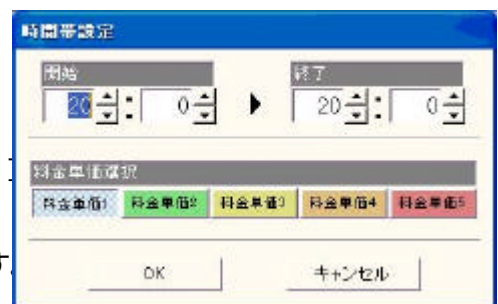 時間帯設定
開始 終了
20 : 0 ▶ 20 : 0
料金単価選択
料金単価1 料金単価2 料金単価3 料金単価4 料金単価5
OK キャンセル
す。